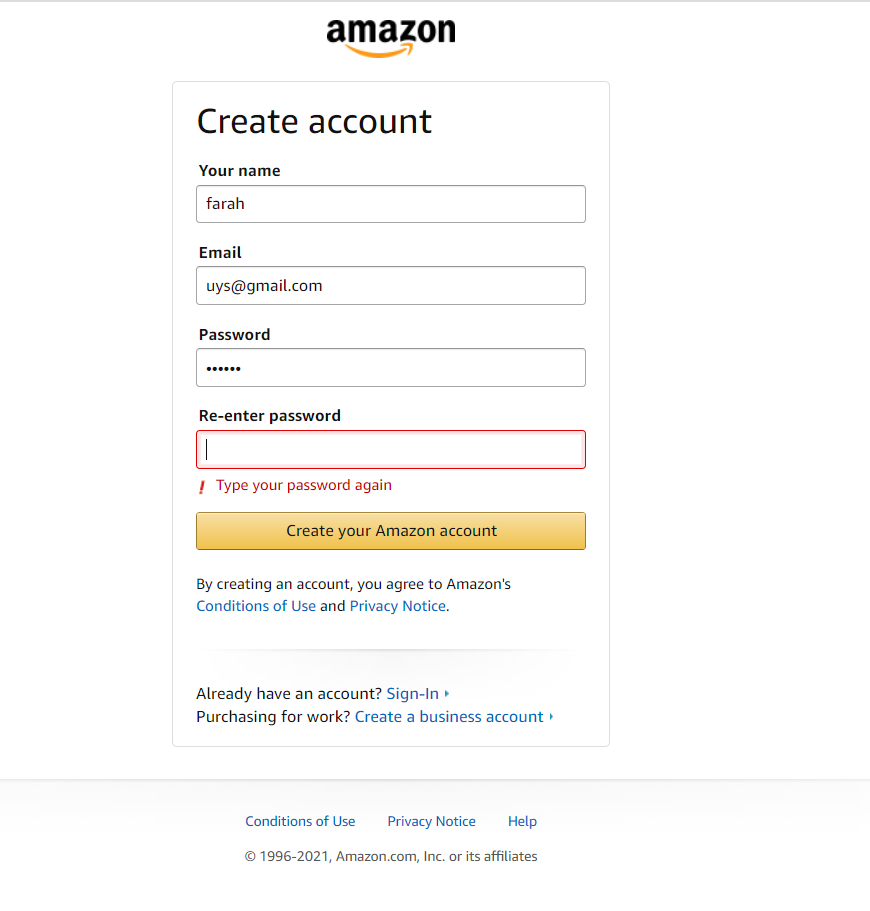 amazon
Create account
Your name
farah
Email
uys@gmail.com
Password
••••••
Re-enter password
! Type your password again
Create your Amazon account
By creating an account, you agree to Amazon's
Conditions of Use and Privacy Notice.
Already have an account? Sign-In
Purchasing for work? Create a business account
Conditions of Use Privacy Notice Help
© 1996-2021, Amazon.com, Inc. or its affiliates